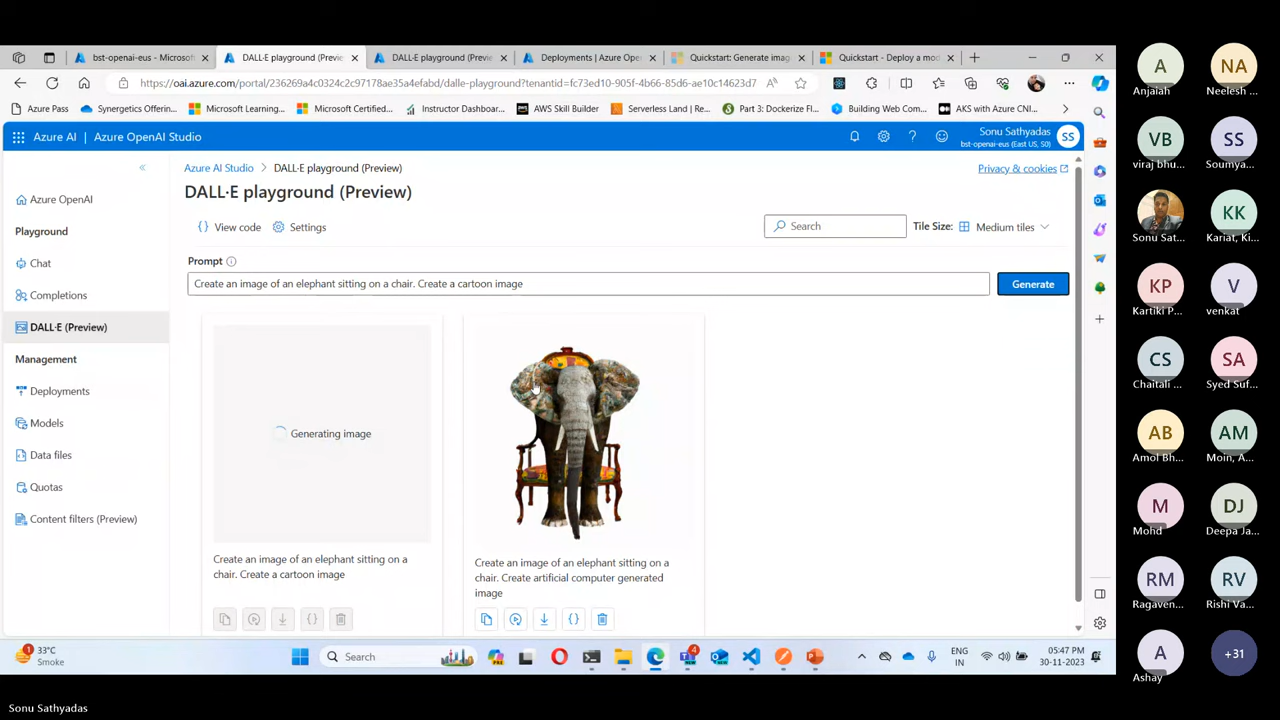 bst-openai-eus - Microsoft
DALL·E playground (Previe
DALL·E playground (Previe
Deployments | Azure Ope
Quickstart: Generate imag
Quickstart - Deploy a mod
https://oai.azure.com/portal/236269a4c0324c2c97178ae35a4efabd/dalle-playground?tenantid=fc73ed10-905f-4b66-85d6-ae10c14623d7
Azure Pass
Synergetics Offering...
Microsoft Learning...
Microsoft Certified...
Instructor Dashboar...
AWS Skill Builder
Serverless Land | Re...
Part 3: Dockerize Fl...
Building Web Com...
AKS with Azure CNI...
Azure AI | Azure OpenAI Studio
Sonu Sathyadas
bst-openai-eus (East US, S0)
SS
Azure AI Studio > DALL·E playground (Preview)
Privacy & cookies
DALL·E playground (Preview)
View code
Settings
Search
Tile Size:
Medium tiles
Azure OpenAI
Playground
Chat
Completions
DALL·E (Preview)
Management
Deployments
Models
Data files
Quotas
Content filters (Preview)
Prompt
Create an image of an elephant sitting on a chair. Create a cartoon image
Generate
Generating image
Create an image of an elephant sitting on a
chair. Create a cartoon image
Create an image of an elephant sitting on a
chair. Create artificial computer generated
image
1
33°C
Smoke
Search
4
ENG
IN
05:47 PM
30-11-2023
A
Anjaiah
NA
Neelesh ...
VB
viraj bhu...
SS
Soumya...
Sonu Sat...
KK
Kariat, Ki...
KP
Kartiki P...
V
venkat
CS
Chaitali ...
SA
Syed Suf...
AB
Amol Bh...
AM
Moin, A...
M
Mohd
DJ
Deepa Ja...
RM
Ragaven...
RV
Rishi Va...
A
Ashay
+31
Sonu Sathyadas